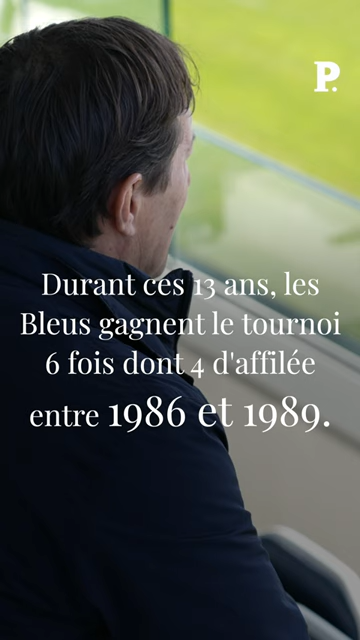 P.
Durant ces 13 ans, les
Bleus gagnent le tournoi
6 fois dont 4 d'affilée
entre 1986 et 1989.